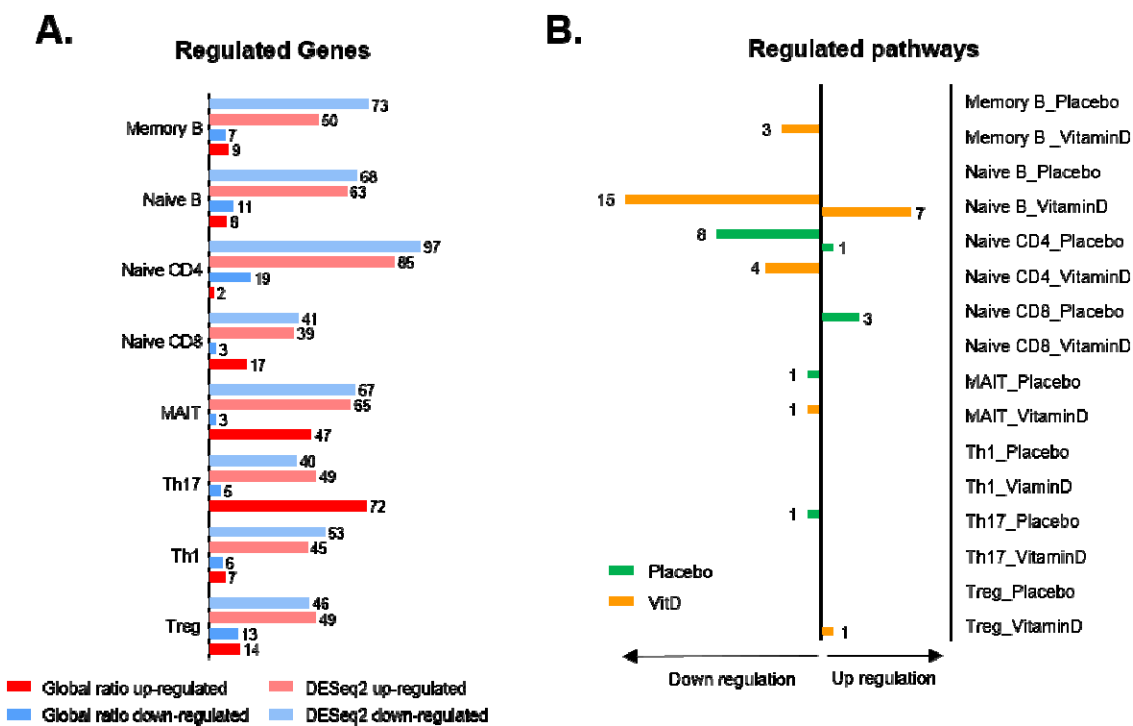 A.
Regulated Genes
Memory B
73
50
7
9
Naive B
68
63
11
8
Naive CD4
97
85
19
2
Naive CD8
41
39
3
17
MAIT
67
65
3
47
Th17
40
49
5
72
Th1
53
45
6
7
Treg
46
49
13
14
Global ratio up-regulated
DESeq2 up-regulated
Global ratio down-regulated
DESeq2 down-regulated
B.
Regulated pathways
Memory B_Placebo
3
Memory B_VitaminD
Naive B_Placebo
15
7
Naive B_VitaminD
8
1
Naive CD4_Placebo
4
Naive CD4_VitaminD
3
Naive CD8_Placebo
Naive CD8_VitaminD
1
MAIT_Placebo
1
MAIT_VitaminD
Th1_Placebo
Th1_ViaminD
1
Th17_Placebo
Th17_VitaminD
Treg_Placebo
1
Treg_VitaminD
Placebo
VitD
Down regulation
Up regulation